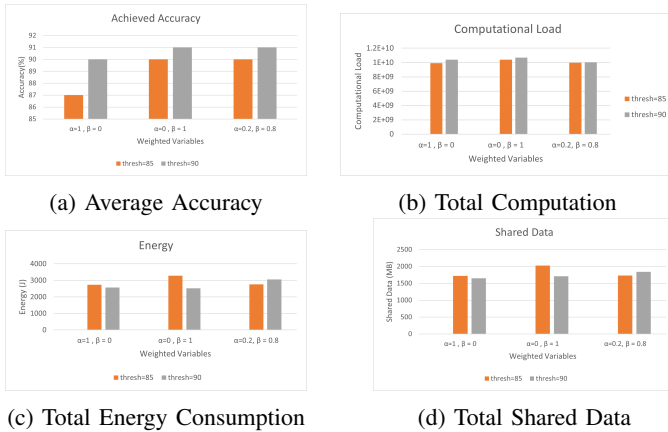 Achieved Accuracy
92
91
90
89
88
87
86
85
Accuracy(%)
α=1 , β = 0
α=0 , β = 1
α=0.2, β = 0.8
Weighted Variables
thresh=85 thresh=90
(a) Average Accuracy
Computational Load
1.2E+10
1E+10
8E+09
6E+09
4E+09
2E+09
0
Computational Load
α=1 , β = 0
α=0 , β = 1
α=0.2, β = 0.8
Weighted Variables
thresh=85
thresh=90
(b) Total Computation
Energy
4000
3000
2000
1000
0
Energy (J)
α=1 , β = 0
α=0 , β = 1
α=0.2, β = 0.8
Weighted Variables
thresh=85 thresh=90
(c) Total Energy Consumption
Shared Data
2500
2000
1500
1000
500
0
Shared Data (MB)
α=1 , β = 0
α=0 , β = 1
α=0.2, β = 0.8
Weighted Variables
thresh=85 thresh=90
(d) Total Shared Data